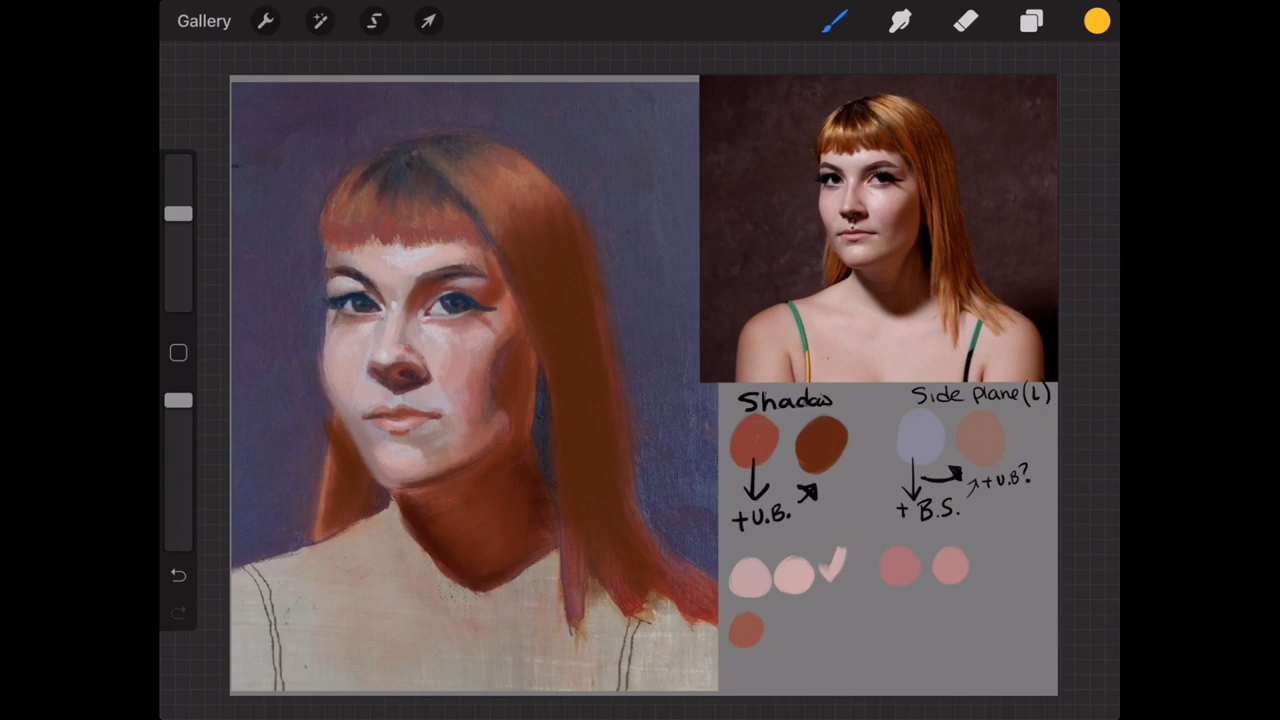 Gallery
Shadow
Side plane(L)
+U.B.
+ B.S.
+U.B?